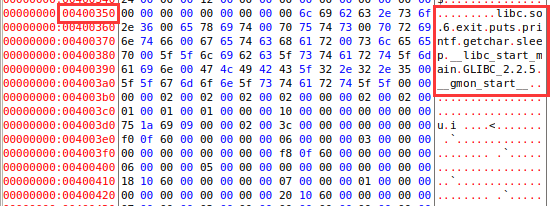 00000000:00400350 00 00 00 00 00 00 00 00 00 6c 69 62 63 2e 73 6f .........libc.so
00000000:00400360 2e 36 00 65 78 69 74 00 70 75 74 73 00 70 72 69 .6.exit.puts.pri
00000000:00400370 6e 74 66 00 67 65 74 63 68 61 72 00 73 6c 65 65 ntf.getchar.slee
00000000:00400380 70 00 5f 5f 6c 69 62 63 5f 73 74 61 72 74 5f 6d p.__libc_start_m
00000000:00400390 61 69 6e 00 47 4c 49 42 43 5f 32 2e 32 2e 35 00 ain.GLIBC_2.2.5.
00000000:004003a0 5f 5f 67 6d 6f 6e 5f 73 74 61 72 74 5f 5f 00 00 __gmon_start__..
00000000:004003b0 00 00 02 00 02 00 02 00 02 00 00 00 02 00 02 00 ................
00000000:004003c0 01 00 01 00 01 00 00 00 10 00 00 00 00 00 00 00 ................
00000000:004003d0 75 1a 69 09 00 00 02 00 3c 00 00 00 00 00 00 00 u.i.....<.......
00000000:004003e0 f0 0f 60 00 00 00 00 00 06 00 00 00 03 00 00 00 ..`.............
00000000:004003f0 00 00 00 00 00 00 00 00 f8 0f 60 00 00 00 00 00 ..........`.....
00000000:00400400 06 00 00 00 05 00 00 00 00 00 00 00 00 00 00 00 ................
00000000:00400410 18 10 60 00 00 00 00 00 07 00 00 00 01 00 00 00 ..`.............
00000000:00400420 00 00 00 00 00 00 00 00 20 10 60 00 00 00 00 00 ........ .`.....